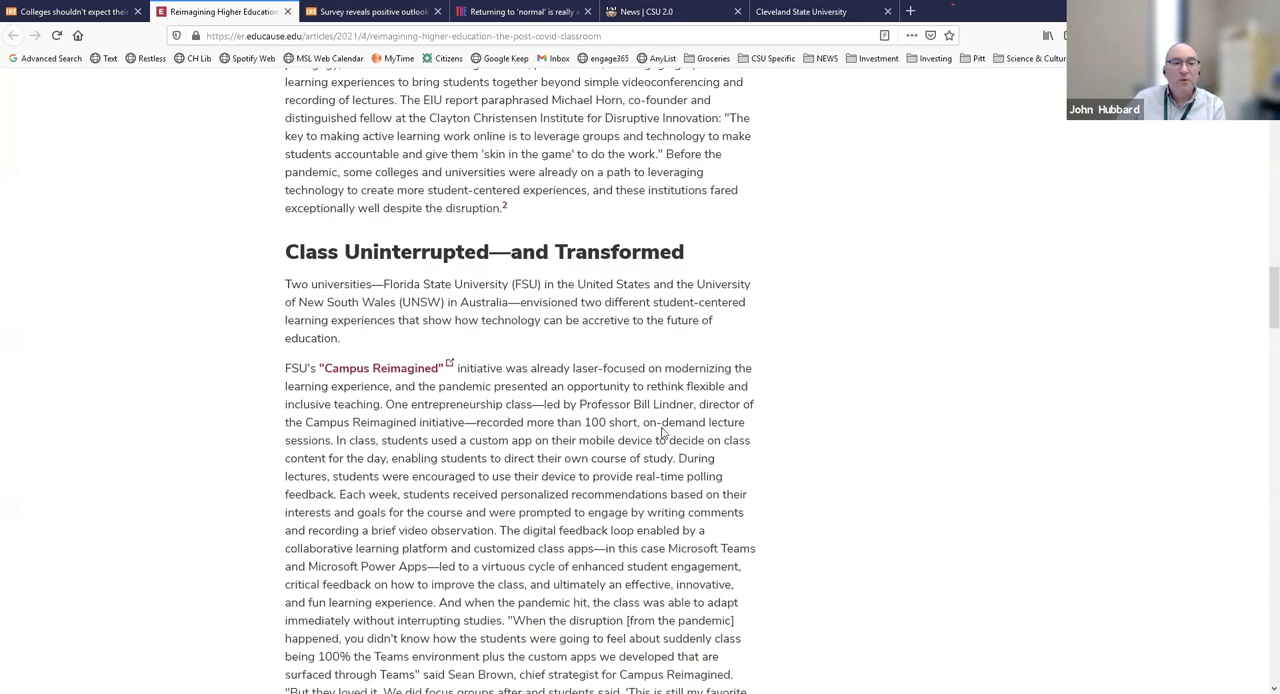 Colleges shouldn't expect thei
Reimagining Higher Education
Survey reveals positive outlook
Returning to 'normal' is really a
News | CSU 2.0
Cleveland State University
https://er.educause.edu/articles/2021/4/reimagining-higher-education-the-post-covid-classroom
Advanced Search
Text
Restless
Spotify Web
CH Lib
MSL Web Calendar
MyTime
Citizens
Google Keep
Inbox
engage365
AnyList
Groceries
CSU Specific
NEWS
Investment
Investing
Pitt
Science & Cultu
John Hubbard
learning experiences to bring students together beyond simple videoconferencing and
recording of lectures. The EIU report paraphrased Michael Horn, co-founder and
distinguished fellow at the Clayton Christensen Institute for Disruptive Innovation: "The
key to making active learning work online is to leverage groups and technology to make
students accountable and give them 'skin in the game' to do the work." Before the
pandemic, some colleges and universities were already on a path to leveraging
technology to create more student-centered experiences, and these institutions fared
exceptionally well despite the disruption.2
Class Uninterrupted—and Transformed
Two universities—Florida State University (FSU) in the United States and the University
of New South Wales (UNSW) in Australia—envisioned two different student-centered
learning experiences that show how technology can be accretive to the future of
education.
FSU's "Campus Reimagined" initiative was already laser-focused on modernizing the
learning experience, and the pandemic presented an opportunity to rethink flexible and
inclusive teaching. One entrepreneurship class—led by Professor Bill Lindner, director of
the Campus Reimagined initiative—recorded more than 100 short, on-demand lecture
sessions. In class, students used a custom app on their mobile device to decide on class
content for the day, enabling students to direct their own course of study. During
lectures, students were encouraged to use their device to provide real-time polling
feedback. Each week, students received personalized recommendations based on their
interests and goals for the course and were prompted to engage by writing comments
and recording a brief video observation. The digital feedback loop enabled by a
collaborative learning platform and customized class apps—in this case Microsoft Teams
and Microsoft Power Apps—led to a virtuous cycle of enhanced student engagement,
critical feedback on how to improve the class, and ultimately an effective, innovative,
and fun learning experience. And when the pandemic hit, the class was able to adapt
immediately without interrupting studies. "When the disruption [from the pandemic]
happened, you didn't know how the students were going to feel about suddenly class
being 100% the Teams environment plus the custom apps we developed that are
surfaced through Teams" said Sean Brown, chief strategist for Campus Reimagined.
"But they loved it. We did focus groups after and students said, 'This is still my favorite